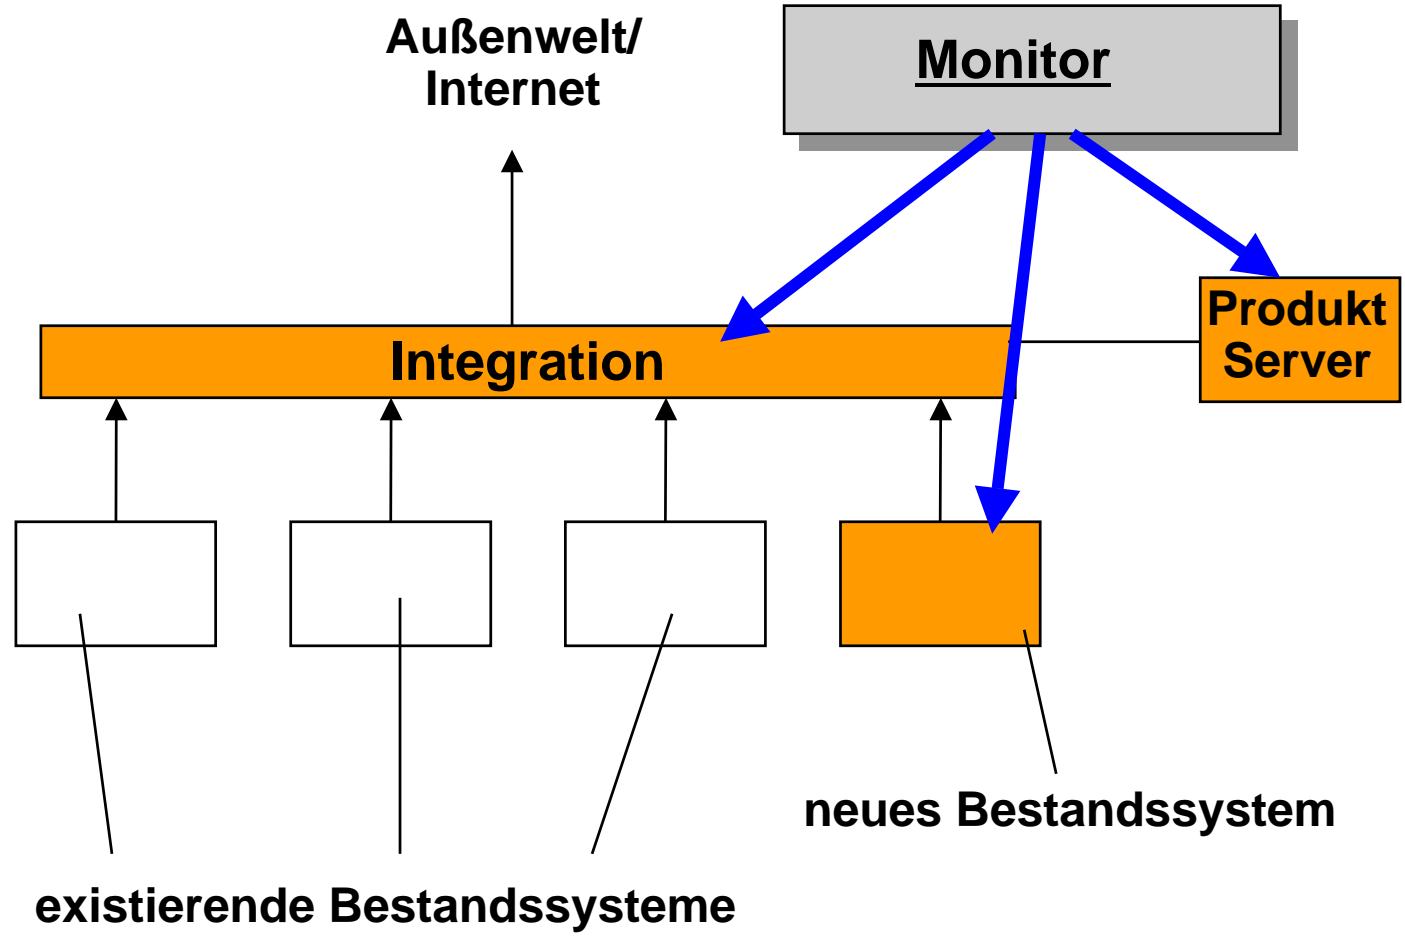 Außenwelt/
Internet
Monitor
Produkt
Server
Integration
neues Bestandssystem
existierende Bestandssysteme